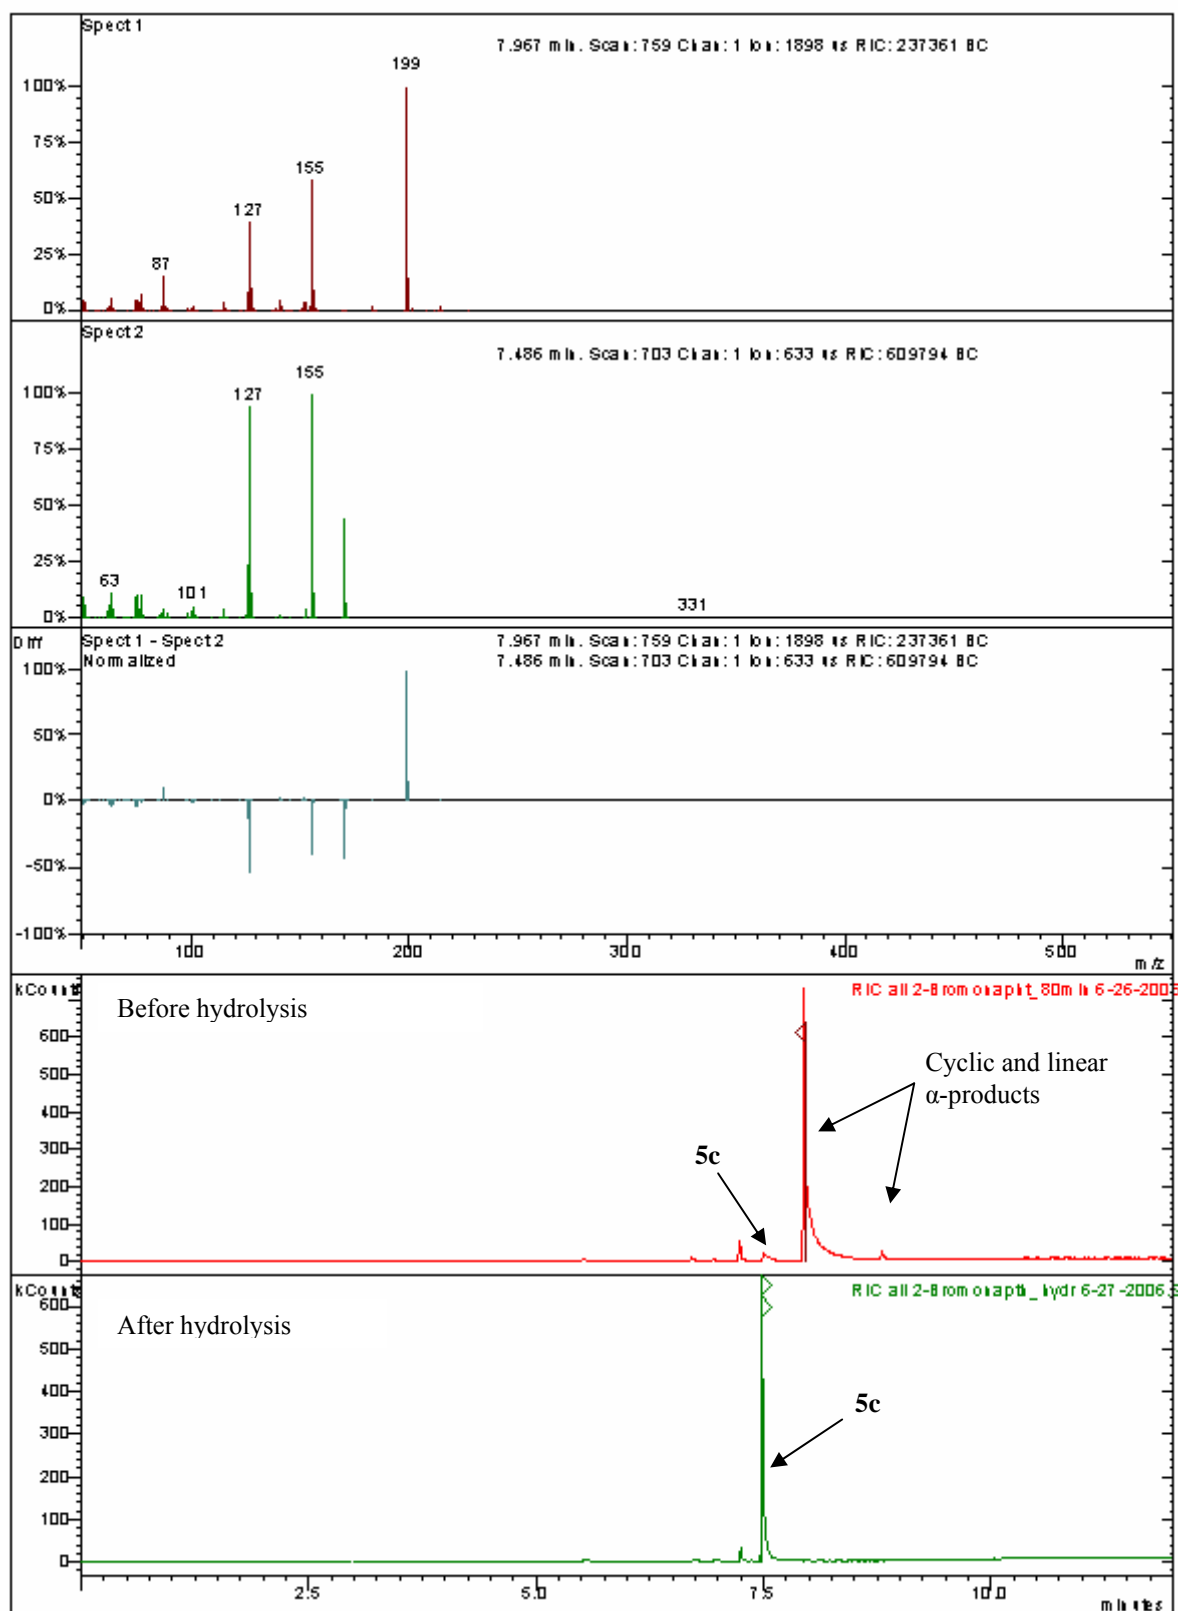 Spect 1
7.967 min. Scan: 759 Chan: 1 Ion: 1898 us RIC: 237361 BC
199
100%
75%
155
50%
127
25%
87
0%
Spect 2
7.486 min. Scan: 703 Chan: 1 Ion: 633 us RIC: 609794 BC
155
100%
127
75%
50%
25%
63
101
331
0%
Diff
Spect 1 - Spect 2
7.967 min. Scan: 759 Chan: 1 Ion: 1898 us RIC: 237361 BC
Normalized
7.486 min. Scan: 703 Chan: 1 Ion: 633 us RIC: 609794 BC
100%
50%
0%
-50%
-100%
100 200 300 400 500
m/z
kCounts
Before hydrolysis
600
500
Cyclic and linear
α-products
400
300
5c
200
100
0
kCounts
600
After hydrolysis
500
400
5c
300
200
100
0
2.5 5.0 7.5 10.0
minutes